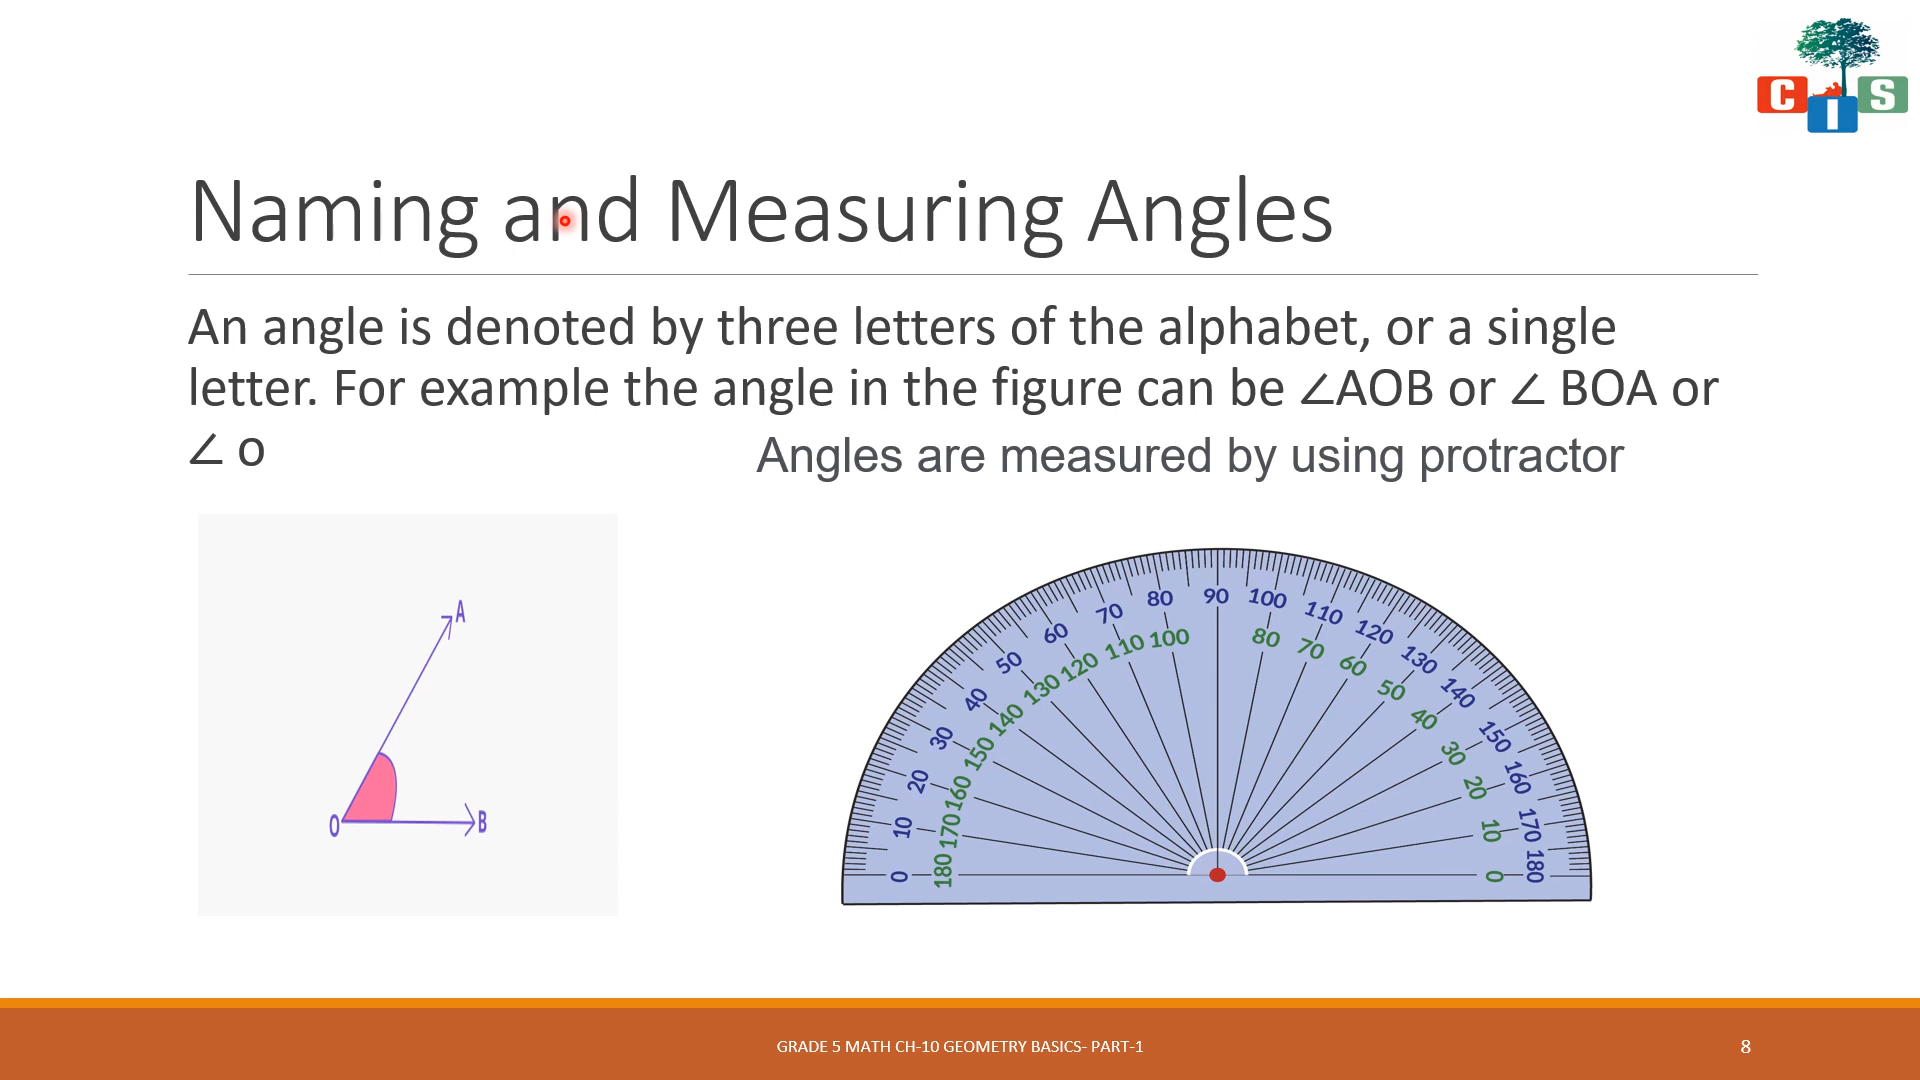 C I S
Naming and Measuring Angles
An angle is denoted by three letters of the alphabet, or a single
letter. For example the angle in the figure can be ∠AOB or ∠ BOA or
∠ o
Angles are measured by using protractor
A
O
B
0 10 20 30 40 50 60 70 80 90 100 110 120 130 140 150 160 170 180
180 170 160 150 140 130 120 110 100 80 70 60 50 40 30 20 10 0
GRADE 5 MATH CH-10 GEOMETRY BASICS- PART-1
8